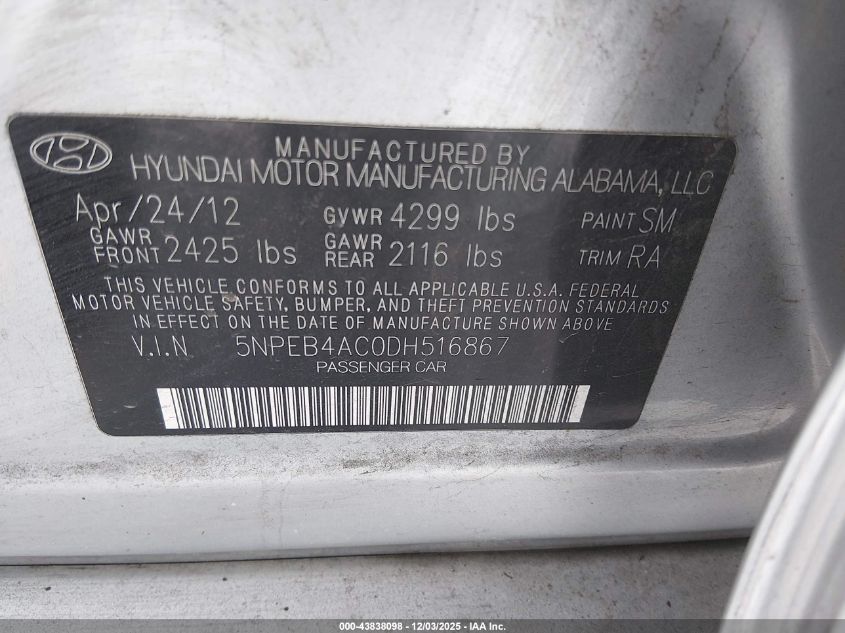 MANUFACTURED BY
HYUNDAI MOTOR MANUFACTURING ALABAMA, LLC
Apr/24/12 GVWR 4299 lbs PAINT SM
GAWR FRONT 2425 lbs GAWR REAR 2116 lbs TRIM RA
THIS VEHICLE CONFORMS TO ALL APPLICABLE U.S.A. FEDERAL
MOTOR VEHICLE SAFETY, BUMPER, AND THEFT PREVENTION STANDARDS
IN EFFECT ON THE DATE OF MANUFACTURE SHOWN ABOVE
V.I.N 5NPEB4AC0DH516867
PASSENGER CAR
000-43838098 - 12/03/2025 - IAA Inc.